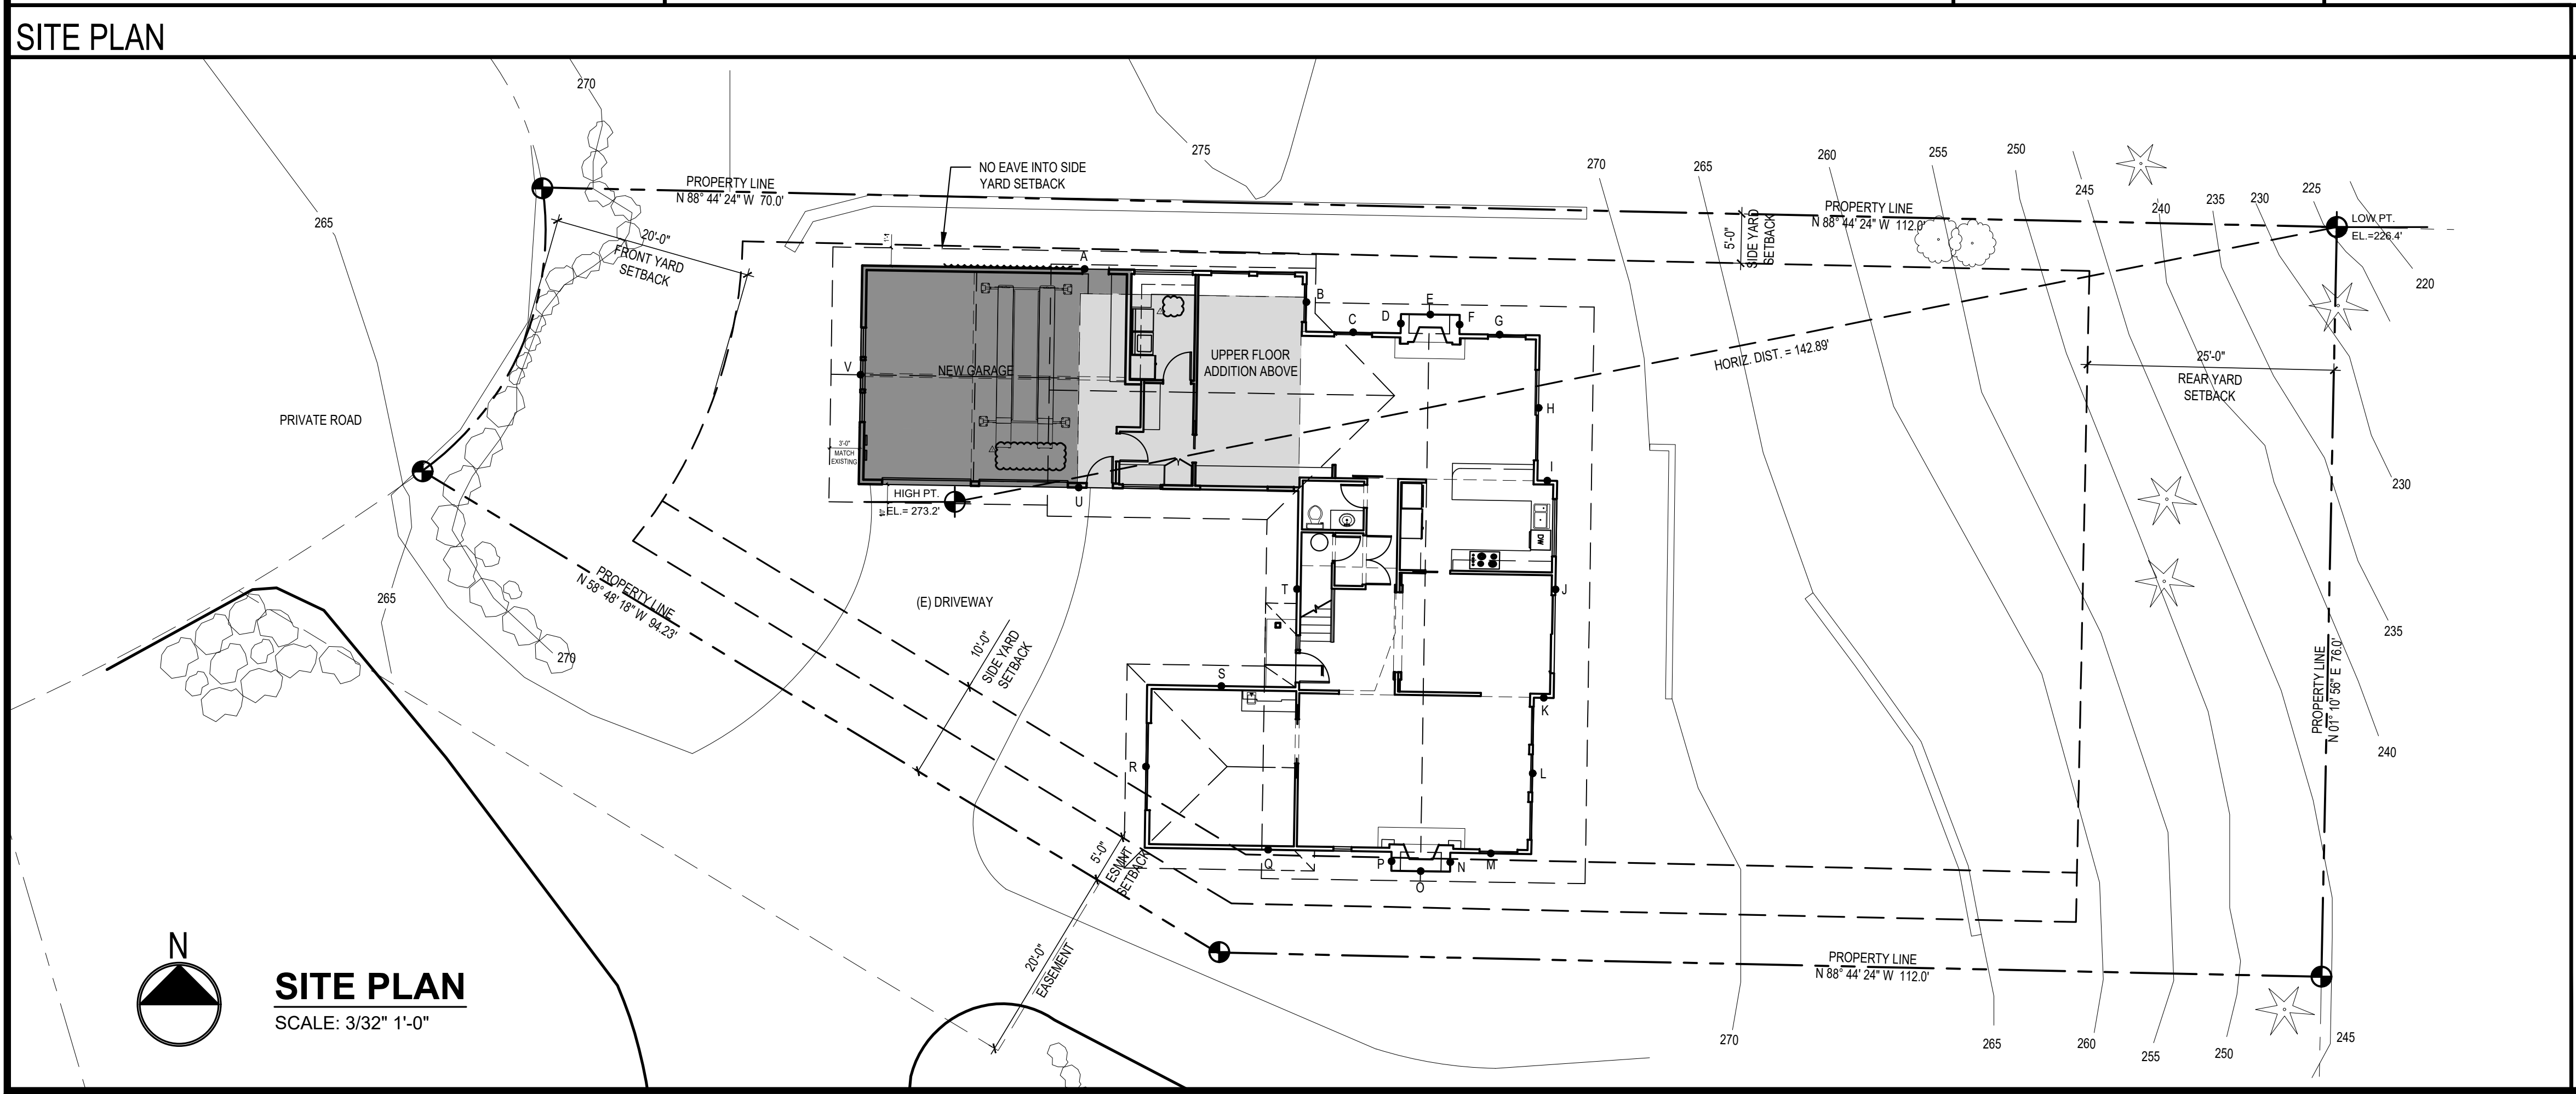 SITE PLAN
270
275
NO EAVE INTO SIDE
YARD SETBACK
PROPERTY LINE
N 88° 44' 24" W  70.0'
265
20'-0"
FRONT YARD
SETBACK
270
265
260
255
250
245
240
235
230
225
220
PROPERTY LINE
N 88° 44' 24" W  112.0'
5'-0"
SIDE YARD
SETBACK
LOW PT.
EL.=226.4'
A
B
C
D
E
F
G
H
V
NEW GARAGE
UPPER FLOOR
ADDITION ABOVE
HORIZ. DIST. = 142.89'
25'-0"
REAR YARD
SETBACK
PRIVATE ROAD
3'-0"
MATCH
EXISTING
HIGH PT.
EL.= 273.2'
U
DW
230
265
PROPERTY LINE
N 58° 48' 18" W  94.23'
(E) DRIVEWAY
T
J
235
270
10'-0"
SIDE YARD
SETBACK
S
K
PROPERTY LINE
N 01° 10' 56" E  76.0'
240
R
L
5'-0"
ESMNT
SETBACK
Q
P
O
N
M
20'-0"
EASEMENT
PROPERTY LINE
N 88° 44' 24" W  112.0'
270
265
260
255
250
245
N
SITE PLAN
SCALE: 3/32" 1'-0"